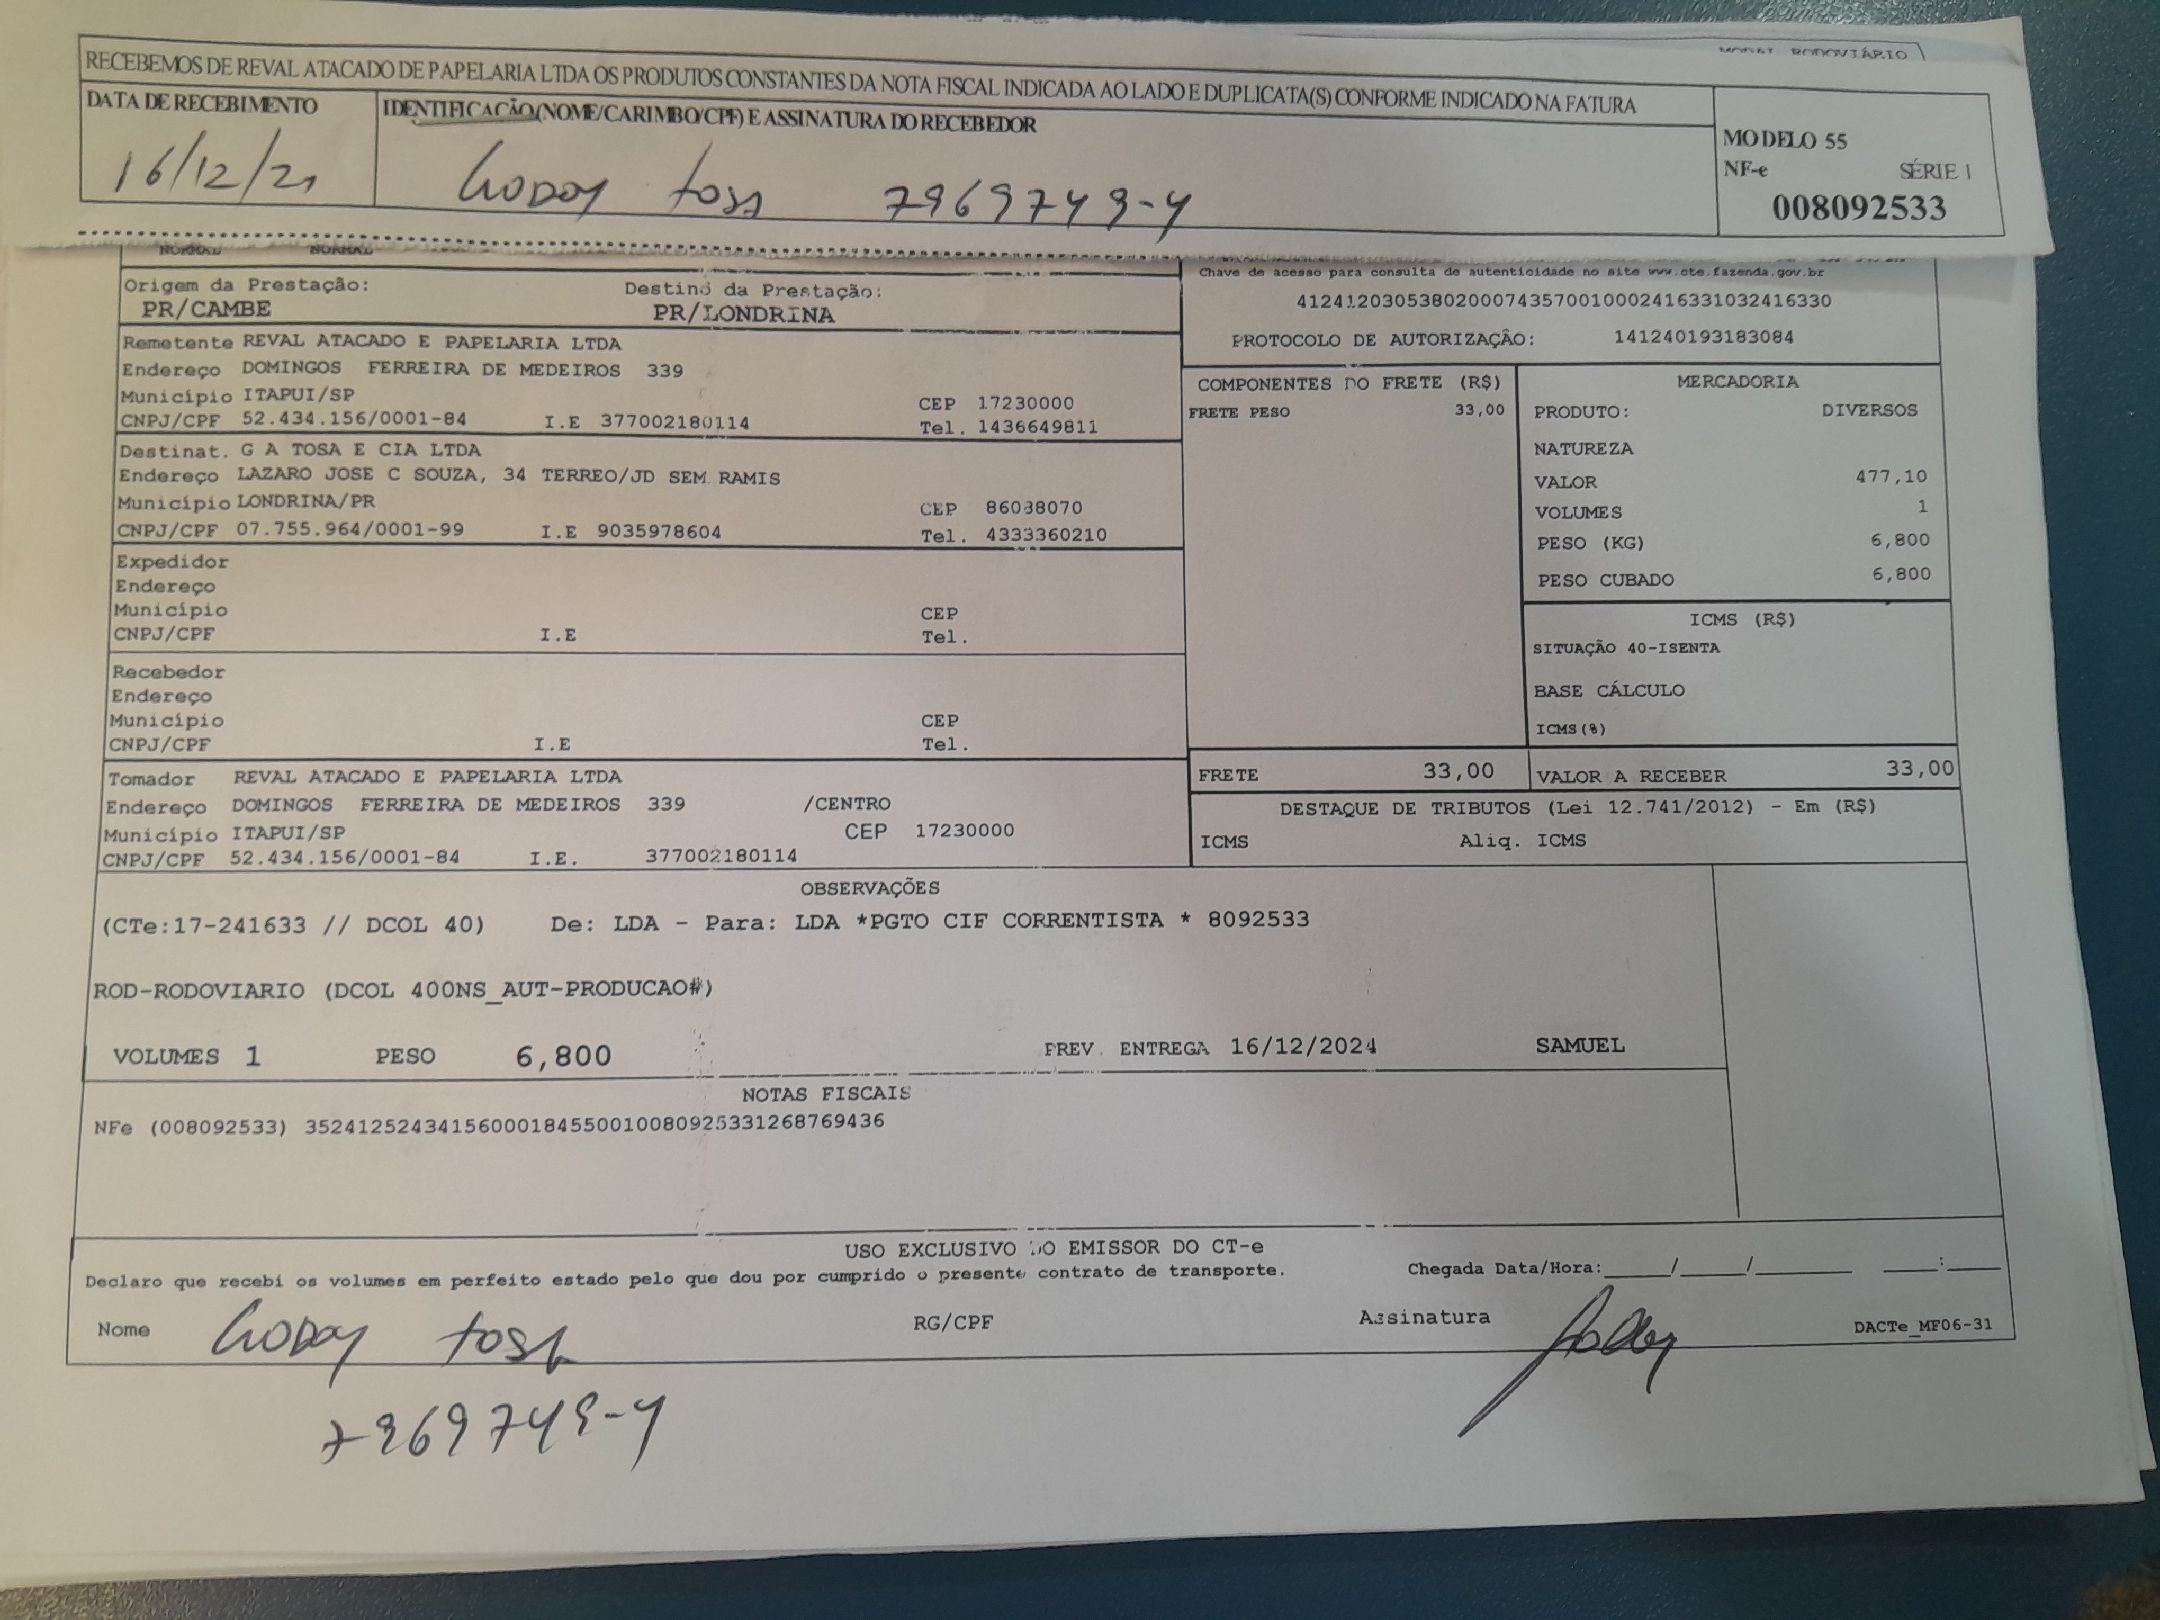 MODAL RODOVIÁRIO
RECEBEMOS DE REVAL ATACADO DE PAPELARIA LTDA OS PRODUTOS CONSTANTES DA NOTA FISCAL INDICADA AO LADO E DUPLICATA(S) CONFORME INDICADO NA FATURA
DATA DE RECEBIMENTO
IDENTIFICAÇÃO(NOME/CARIMBO/CPF) E ASSINATURA DO RECEBEDOR
16/12/21
Godoy Tosa 7969749-4
MODELO 55
NF-e SÉRIE 1
008092533
NORMAL NORMAL
Origem da Prestação: Destino da Prestação:
PR/CAMBE PR/LONDRINA
Chave de acesso para consulta de autenticidade no site www.cte.fazenda.gov.br
41241203053802000743570010002416331032416330
PROTOCOLO DE AUTORIZAÇÃO: 141240193183084
Remetente REVAL ATACADO E PAPELARIA LTDA
Endereço DOMINGOS FERREIRA DE MEDEIROS 339
Município ITAPUI/SP CEP 17230000
CNPJ/CPF 52.434.156/0001-84 I.E 377002180114 Tel. 1436649811
Destinat. G A TOSA E CIA LTDA
Endereço LAZARO JOSE C SOUZA, 34 TERREO/JD SEM RAMIS
Município LONDRINA/PR CEP 86038070
CNPJ/CPF 07.755.964/0001-99 I.E 9035978604 Tel. 4333360210
Expedidor
Endereço
Município CEP
CNPJ/CPF I.E Tel.
Recebedor
Endereço
Município CEP
CNPJ/CPF I.E Tel.
Tomador REVAL ATACADO E PAPELARIA LTDA
Endereço DOMINGOS FERREIRA DE MEDEIROS 339 /CENTRO
Município ITAPUI/SP CEP 17230000
CNPJ/CPF 52.434.156/0001-84 I.E. 377002180114
COMPONENTES DO FRETE (R$)
FRETE PESO 33,00
MERCADORIA
PRODUTO: DIVERSOS
NATUREZA
VALOR 477,10
VOLUMES 1
PESO (KG) 6,800
PESO CUBADO 6,800
ICMS (R$)
SITUAÇÃO 40-ISENTA
BASE CÁLCULO
ICMS(%)
FRETE 33,00 VALOR A RECEBER 33,00
DESTAQUE DE TRIBUTOS (Lei 12.741/2012) - Em (R$)
ICMS Aliq. ICMS
OBSERVAÇÕES
(CTe:17-241633 // DCOL 40) De: LDA - Para: LDA *PGTO CIF CORRENTISTA * 8092533
ROD-RODOVIARIO (DCOL 400NS_AUT-PRODUCAO#)
VOLUMES 1 PESO 6,800 PREV. ENTREGA 16/12/2024 SAMUEL
NOTAS FISCAIS
NFe (008092533) 35241252434156000184550010080925331268769436
USO EXCLUSIVO DO EMISSOR DO CT-e
Declaro que recebi os volumes em perfeito estado pelo que dou por cumprido o presente contrato de transporte. Chegada Data/Hora:____/____/______ ___:___
Nome Godoy Tosa RG/CPF Assinatura DACTe_MF06-31
7969749-4